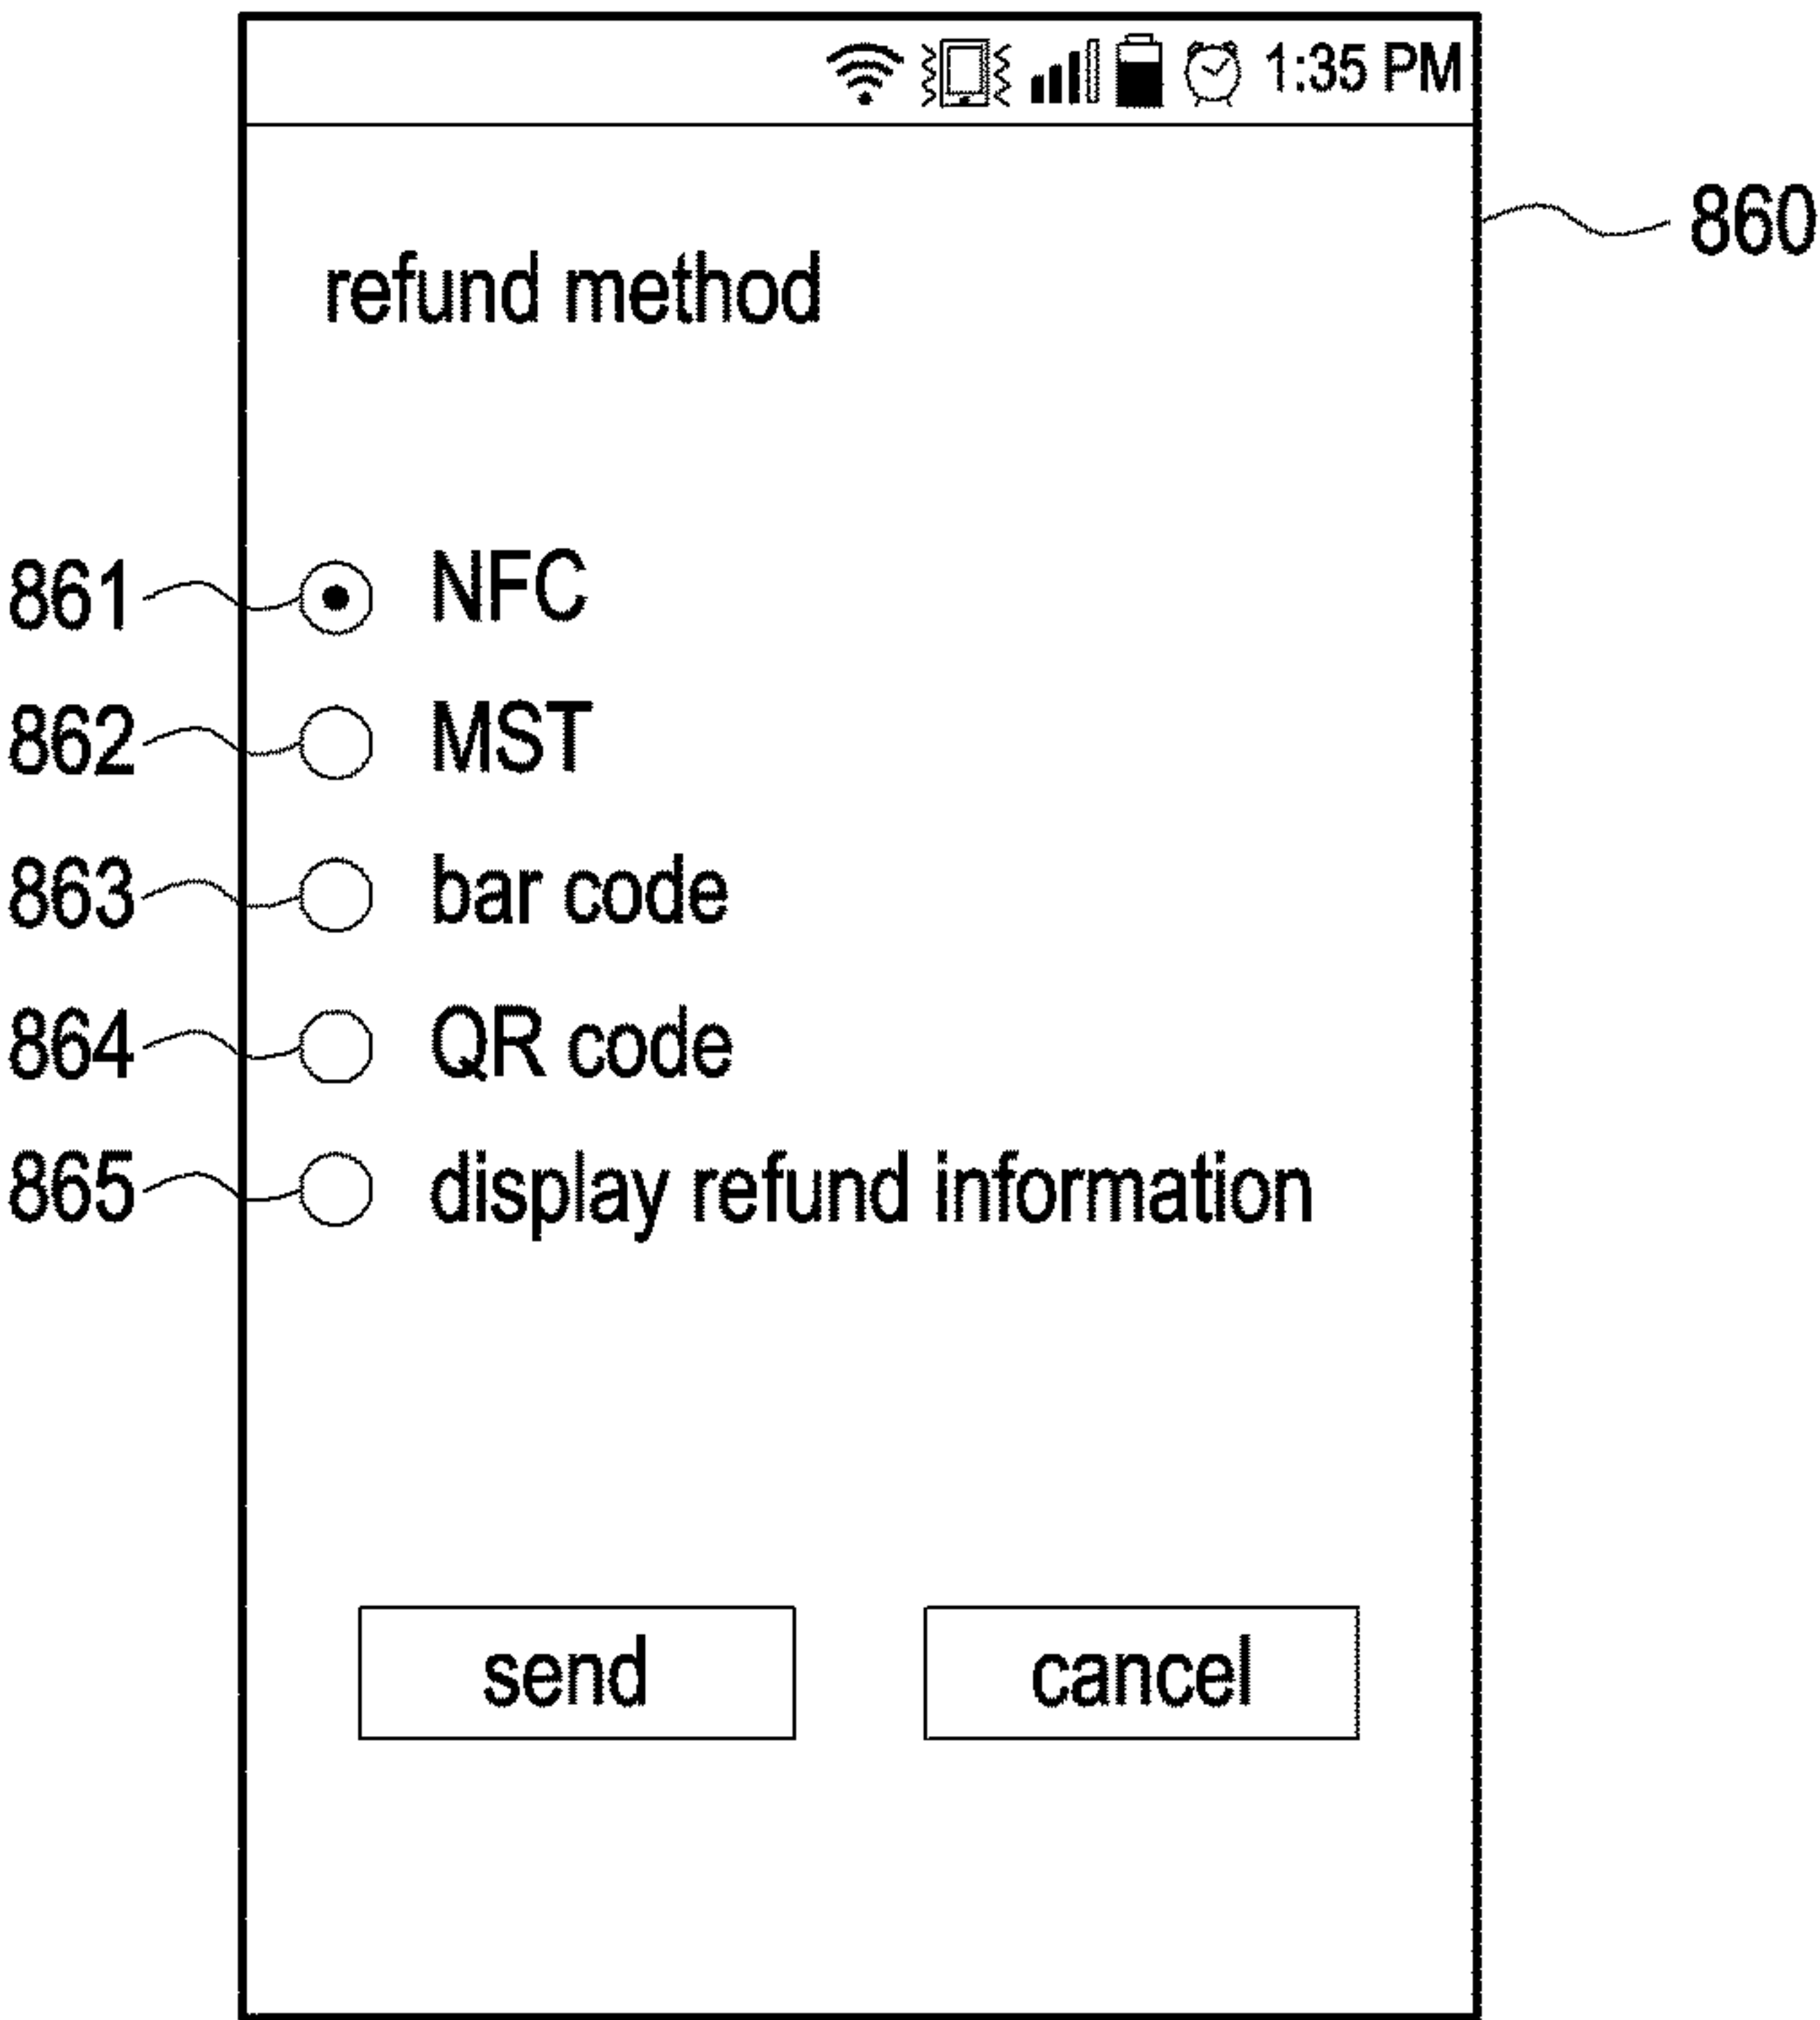 1:35 PM
860
refund method
861 NFC
862 MST
863 bar code
864 QR code
865 display refund information
send cancel